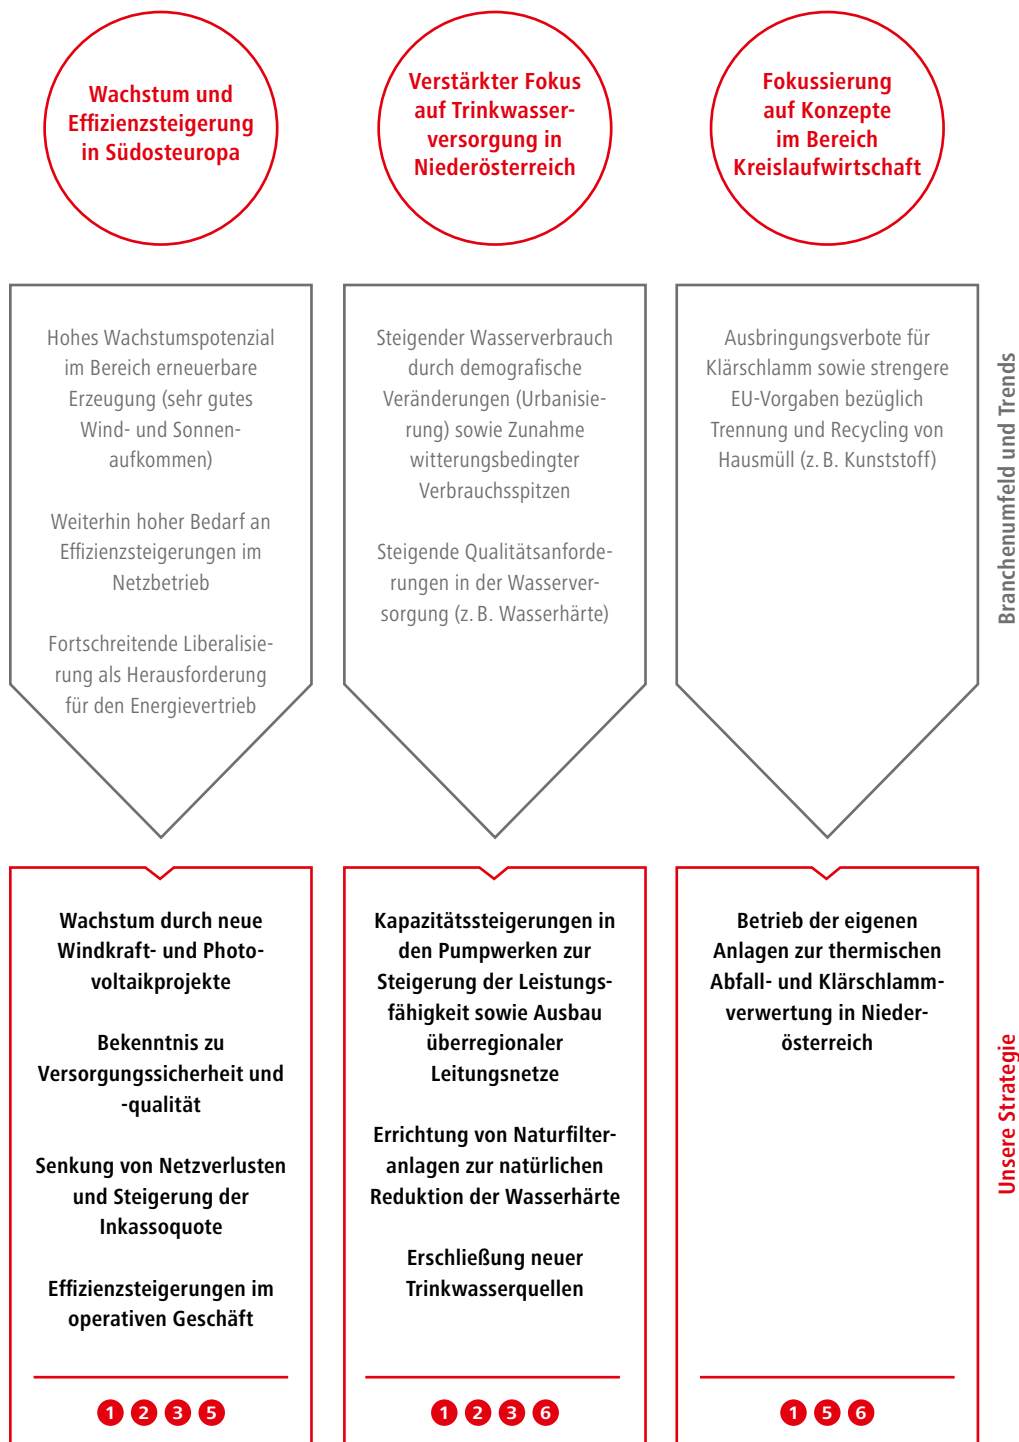 Wachstum und
Effizienzsteigerung
in Südosteuropa
Verstärkter Fokus
auf Trinkwasser-
versorgung in
Niederösterreich
Fokussierung
auf Konzepte
im Bereich
Kreislaufwirtschaft
Hohes Wachstumspotenzial
im Bereich erneuerbare
Erzeugung (sehr gutes
Wind- und Sonnen-
aufkommen)
Weiterhin hoher Bedarf an
Effizienzsteigerungen im
Netzbetrieb
Fortschreitende Liberalisie-
rung als Herausforderung
für den Energievertrieb
Steigender Wasserverbrauch
durch demografische
Veränderungen (Urbanisie-
rung) sowie Zunahme
witterungsbedingter
Verbrauchsspitzen
Steigende Qualitätsanforde-
rungen in der Wasserver-
sorgung (z. B. Wasserhärte)
Ausbringungsverbote für
Klärschlamm sowie strengere
EU-Vorgaben bezüglich
Trennung und Recycling von
Hausmüll (z. B. Kunststoff)
Branchenumfeld und Trends
Wachstum durch neue
Windkraft- und Photo-
voltaikprojekte
Bekenntnis zu
Versorgungssicherheit und
-qualität
Senkung von Netzverlusten
und Steigerung der
Inkassoquote
Effizienzsteigerungen im
operativen Geschäft
1 2 3 5
Kapazitätssteigerungen in
den Pumpwerken zur
Steigerung der Leistungs-
fähigkeit sowie Ausbau
überregionaler
Leitungsnetze
Errichtung von Naturfilter-
anlagen zur natürlichen
Reduktion der Wasserhärte
Erschließung neuer
Trinkwasserquellen
1 2 3 6
Betrieb der eigenen
Anlagen zur thermischen
Abfall- und Klärschlamm-
verwertung in Nieder-
österreich
1 5 6
Unsere Strategie